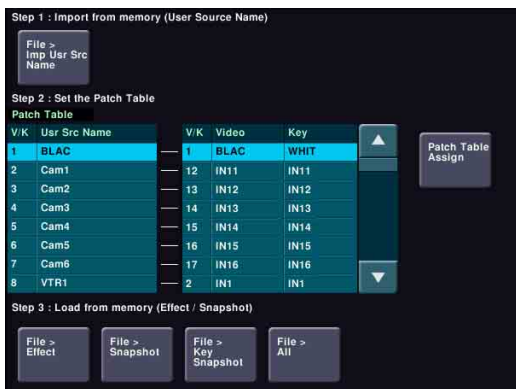 Step 1 : Import from memory (User Source Name)
File >
Imp Usr Src
Name
Step 2 : Set the Patch Table
Patch Table
V/K Usr Src Name V/K Video Key
1 BLAC 1 BLAC WHIT
2 Cam1 12 IN11 IN11
3 Cam2 13 IN12 IN12
4 Cam3 14 IN13 IN13
5 Cam4 15 IN14 IN14
6 Cam5 16 IN15 IN15
7 Cam6 17 IN16 IN16
8 VTR1 2 IN1 IN1
Patch Table
Assign
Step 3 : Load from memory (Effect / Snapshot)
File >
Effect
File >
Snapshot
File >
Key
Snapshot
File >
All